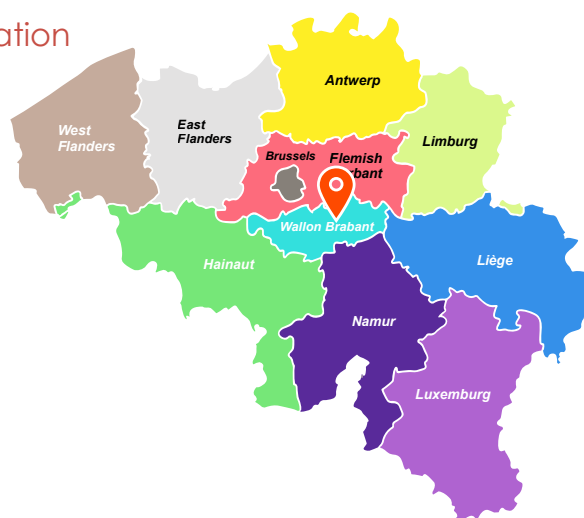 ation
Antwerp
West
Flanders
East
Flanders
Limburg
Brussels
Flemish
Wallon Brabant
Hainaut
Liège
Namur
Luxemburg